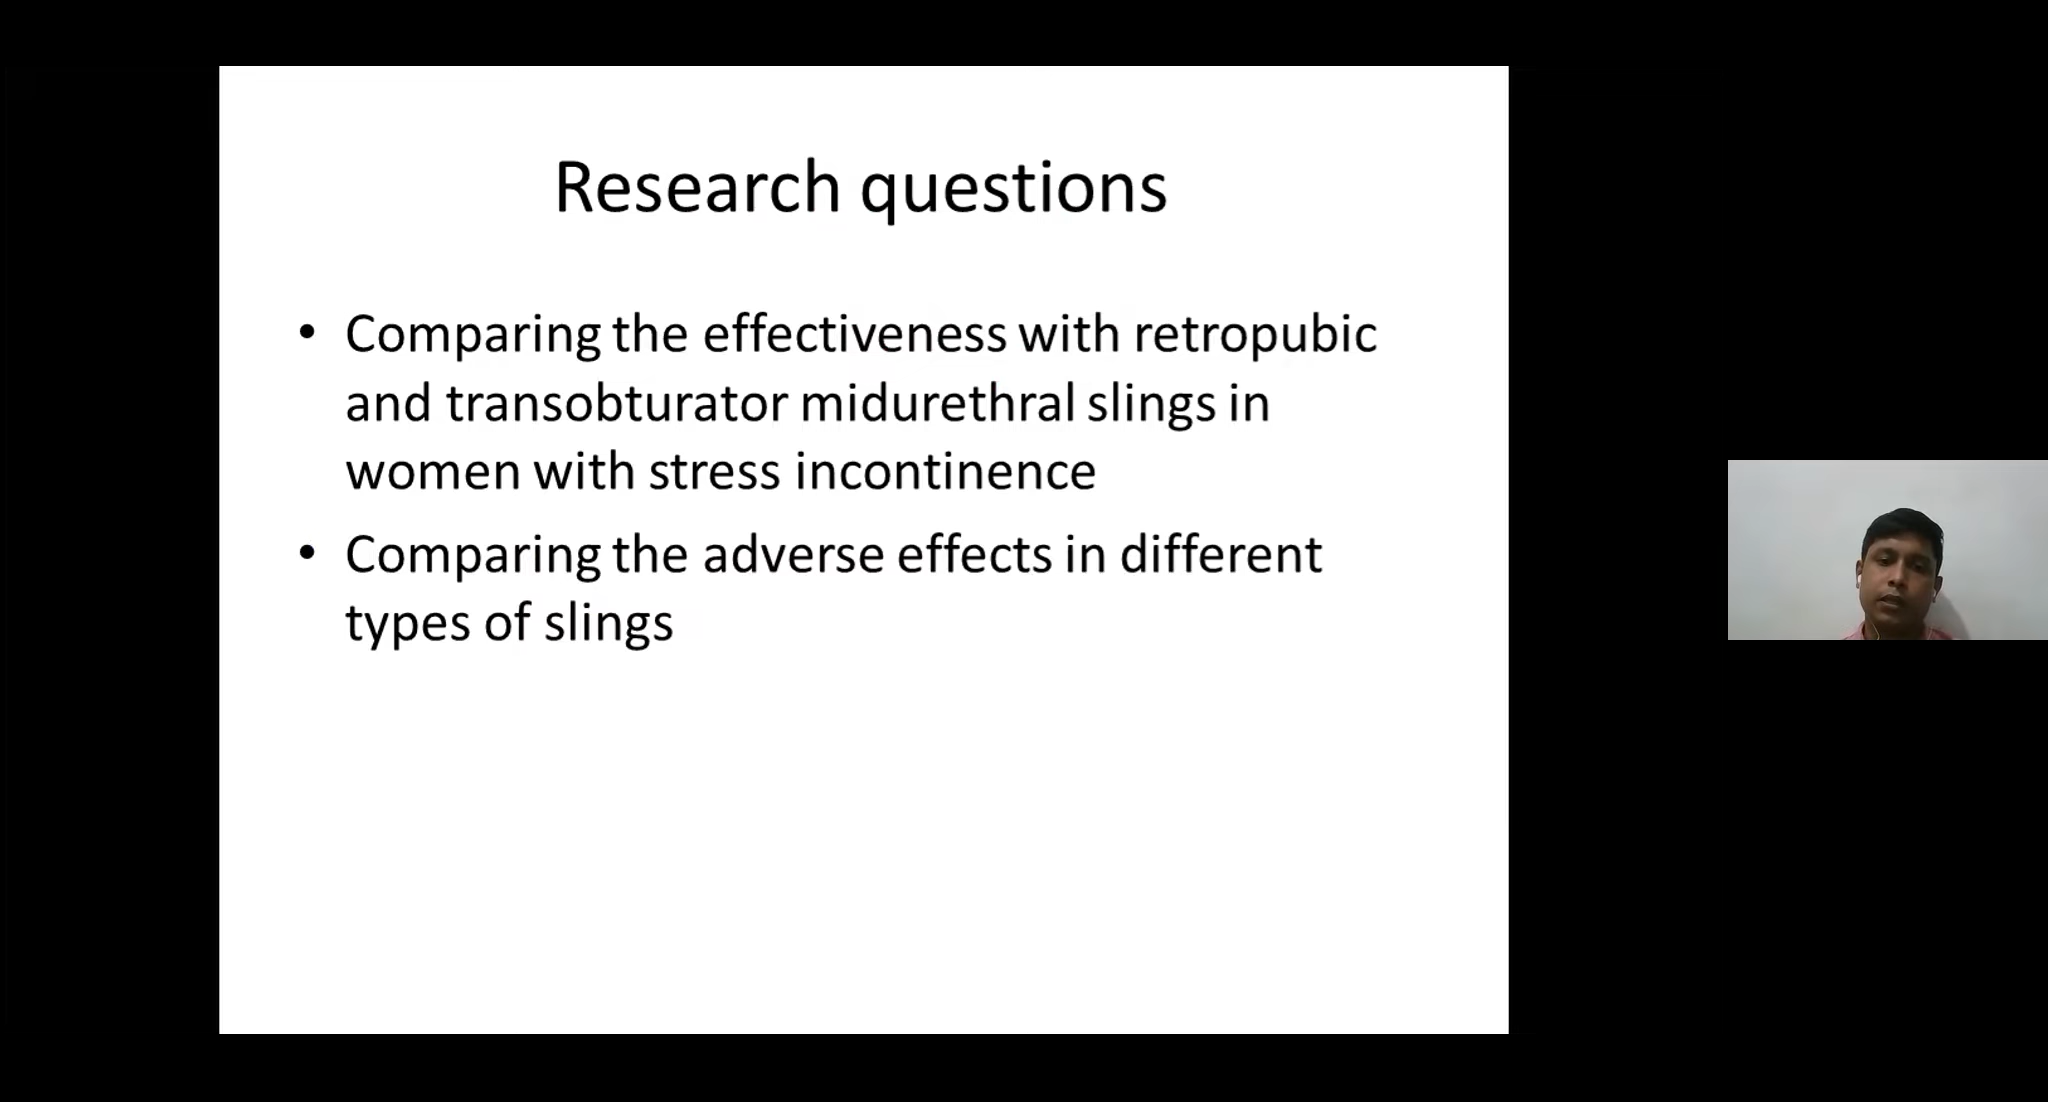 Research questions
• Comparing the effectiveness with retropubic
and transobturator midurethral slings in
women with stress incontinence
• Comparing the adverse effects in different
types of slings